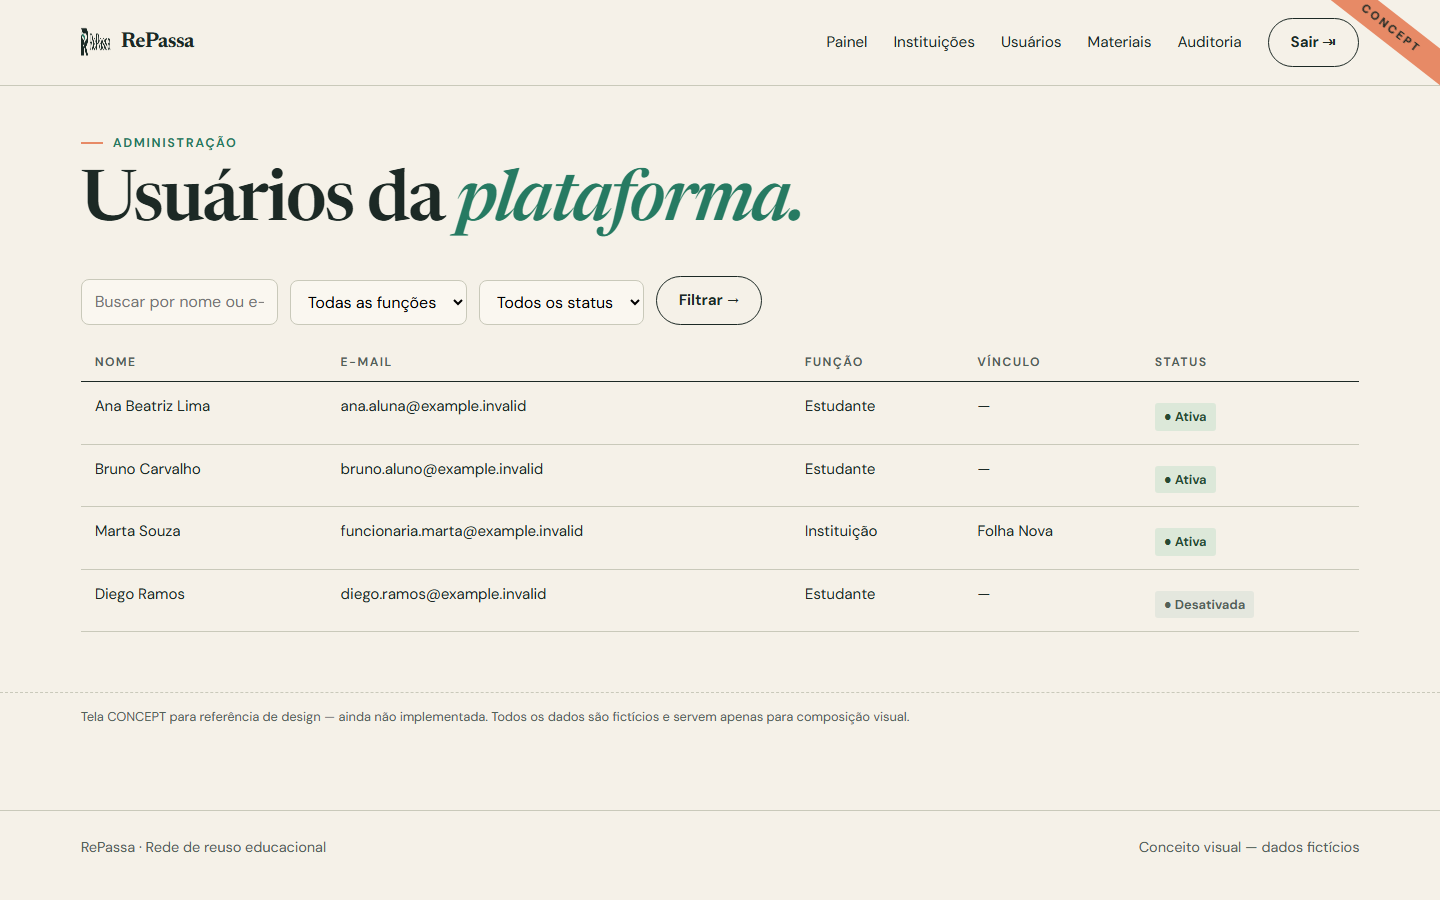 RePassa
Painel Instituições Usuários Materiais Auditoria Sair ⇥
CONCEPT
— ADMINISTRAÇÃO
Usuários da plataforma.
Buscar por nome ou e- Todas as funções Todos os status Filtrar →
NOME E-MAIL FUNÇÃO VÍNCULO STATUS
Ana Beatriz Lima ana.aluna@example.invalid Estudante — ● Ativa
Bruno Carvalho bruno.aluno@example.invalid Estudante — ● Ativa
Marta Souza funcionaria.marta@example.invalid Instituição Folha Nova ● Ativa
Diego Ramos diego.ramos@example.invalid Estudante — ● Desativada
Tela CONCEPT para referência de design — ainda não implementada. Todos os dados são fictícios e servem apenas para composição visual.
RePassa · Rede de reuso educacional Conceito visual — dados fictícios